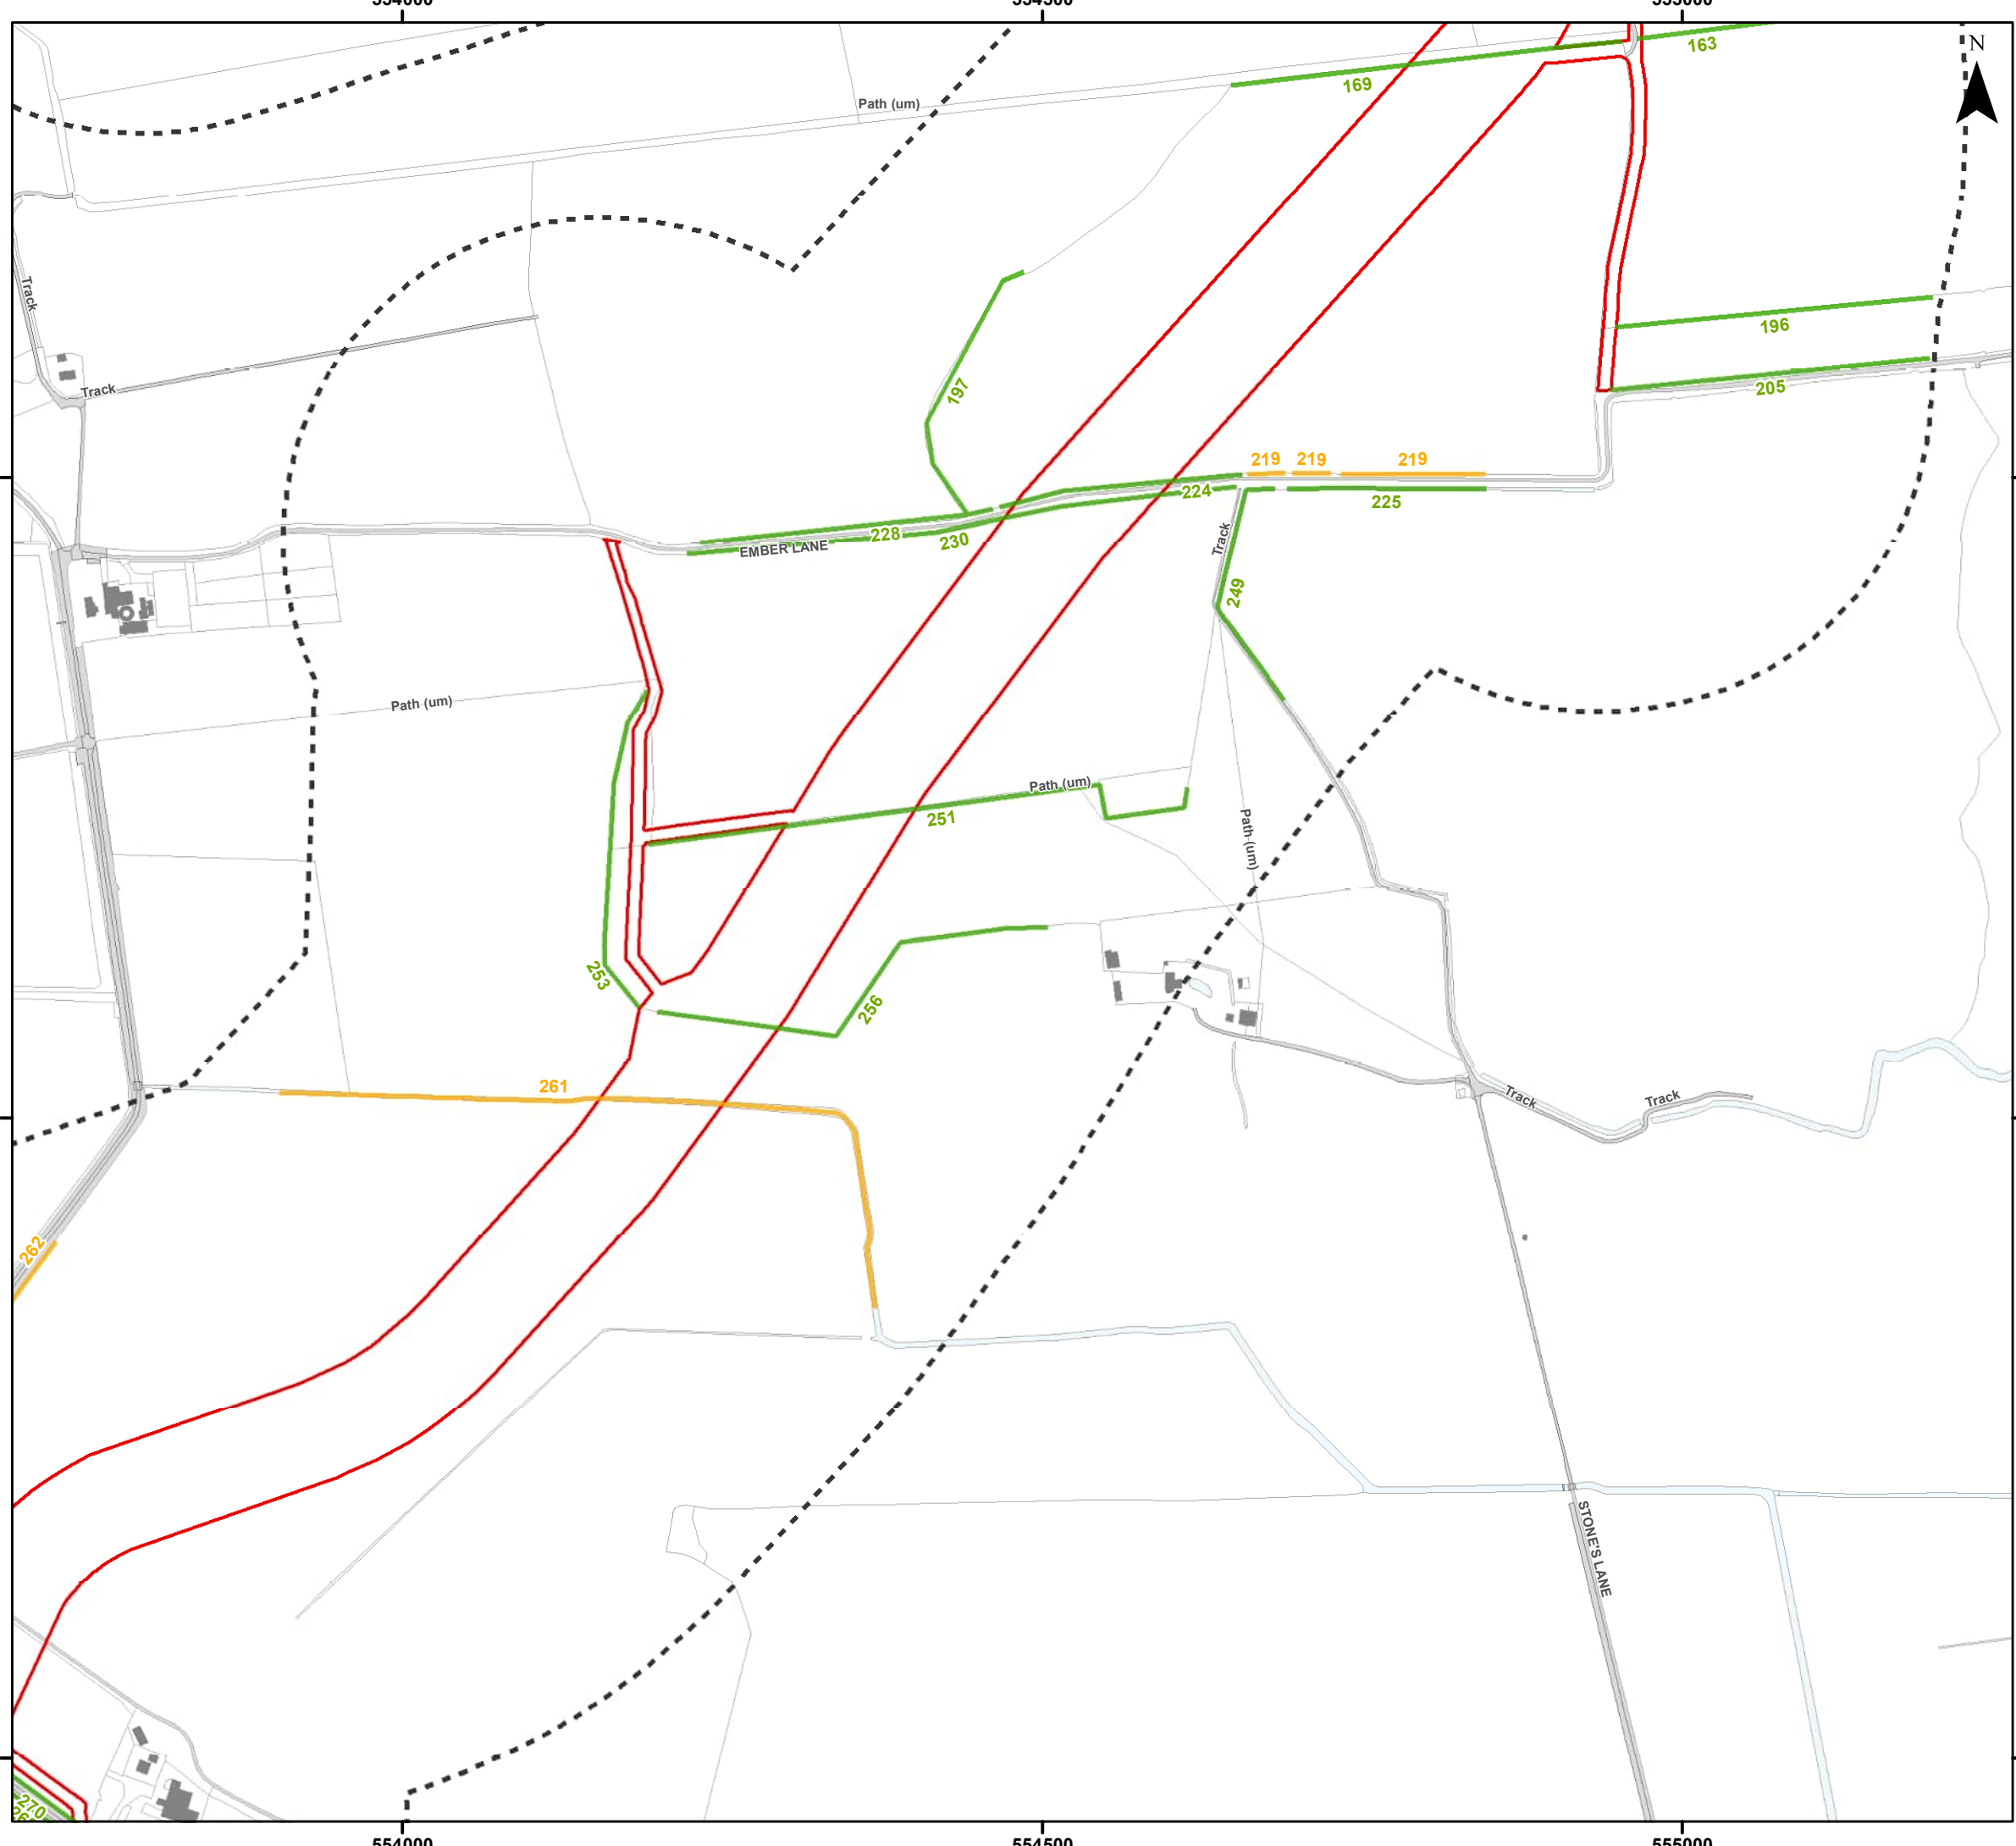 554000
554500
555000
N
163
169
Path (um)
Track
Track
196
197
205
219
219
219
224
225
228
230
EMBER LANE
Track
249
Path (um)
Path (um)
251
Path (um)
253
256
261
Track
Track
262
STONE'S LANE
270
554000
554500
555000